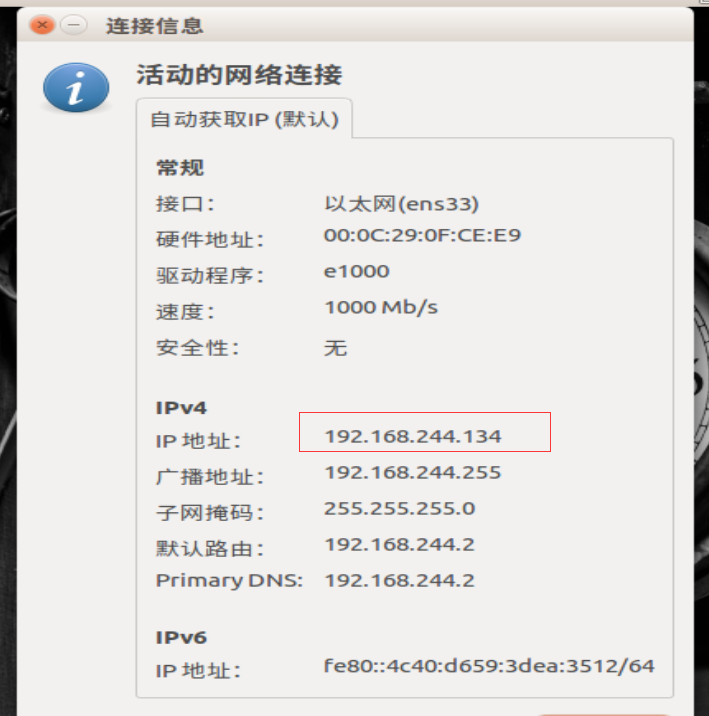 连接信息
活动的网络连接
自动获取IP (默认)
常规
接口： 以太网(ens33)
硬件地址： 00:0C:29:0F:CE:E9
驱动程序： e1000
速度： 1000 Mb/s
安全性： 无
IPv4
IP 地址： 192.168.244.134
广播地址： 192.168.244.255
子网掩码： 255.255.255.0
默认路由： 192.168.244.2
Primary DNS: 192.168.244.2
IPv6
IP 地址： fe80::4c40:d659:3dea:3512/64